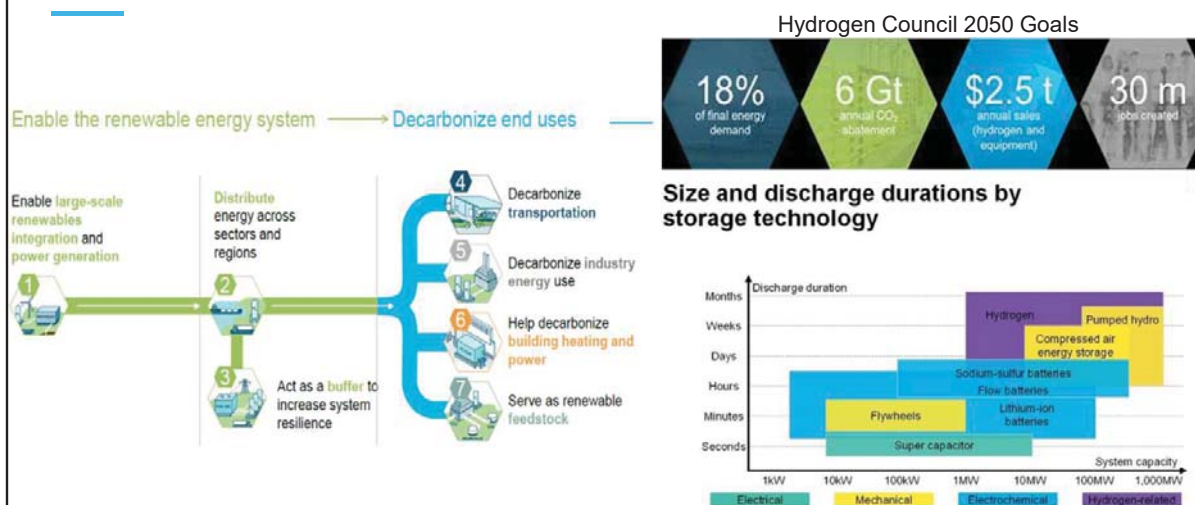 Hydrogen Council 2050 Goals
18%
of final energy
demand
6 Gt
annual CO₂
abatement
$2.5 t
annual sales
(hydrogen and
equipment)
30 m
jobs created
Enable the renewable energy system
Decarbonize end uses
Enable large-scale
renewables
integration and
power generation
1
Distribute
energy across
sectors and
regions
2
3
Act as a buffer to
increase system
resilience
4
Decarbonize
transportation
5
Decarbonize industry
energy use
6
Help decarbonize
building heating and
power
7
Serve as renewable
feedstock
Size and discharge durations by
storage technology
Discharge duration
Months
Weeks
Days
Hours
Minutes
Seconds
Hydrogen
Pumped hydro
Compressed air
energy storage
Sodium-sulfur batteries
Flow batteries
Flywheels
Lithium-ion
batteries
Super capacitor
System capacity
1kW
10kW
100kW
1MW
10MW
100MW
1,000MW
Electrical
Mechanical
Electrochemical
Hydrogen-related